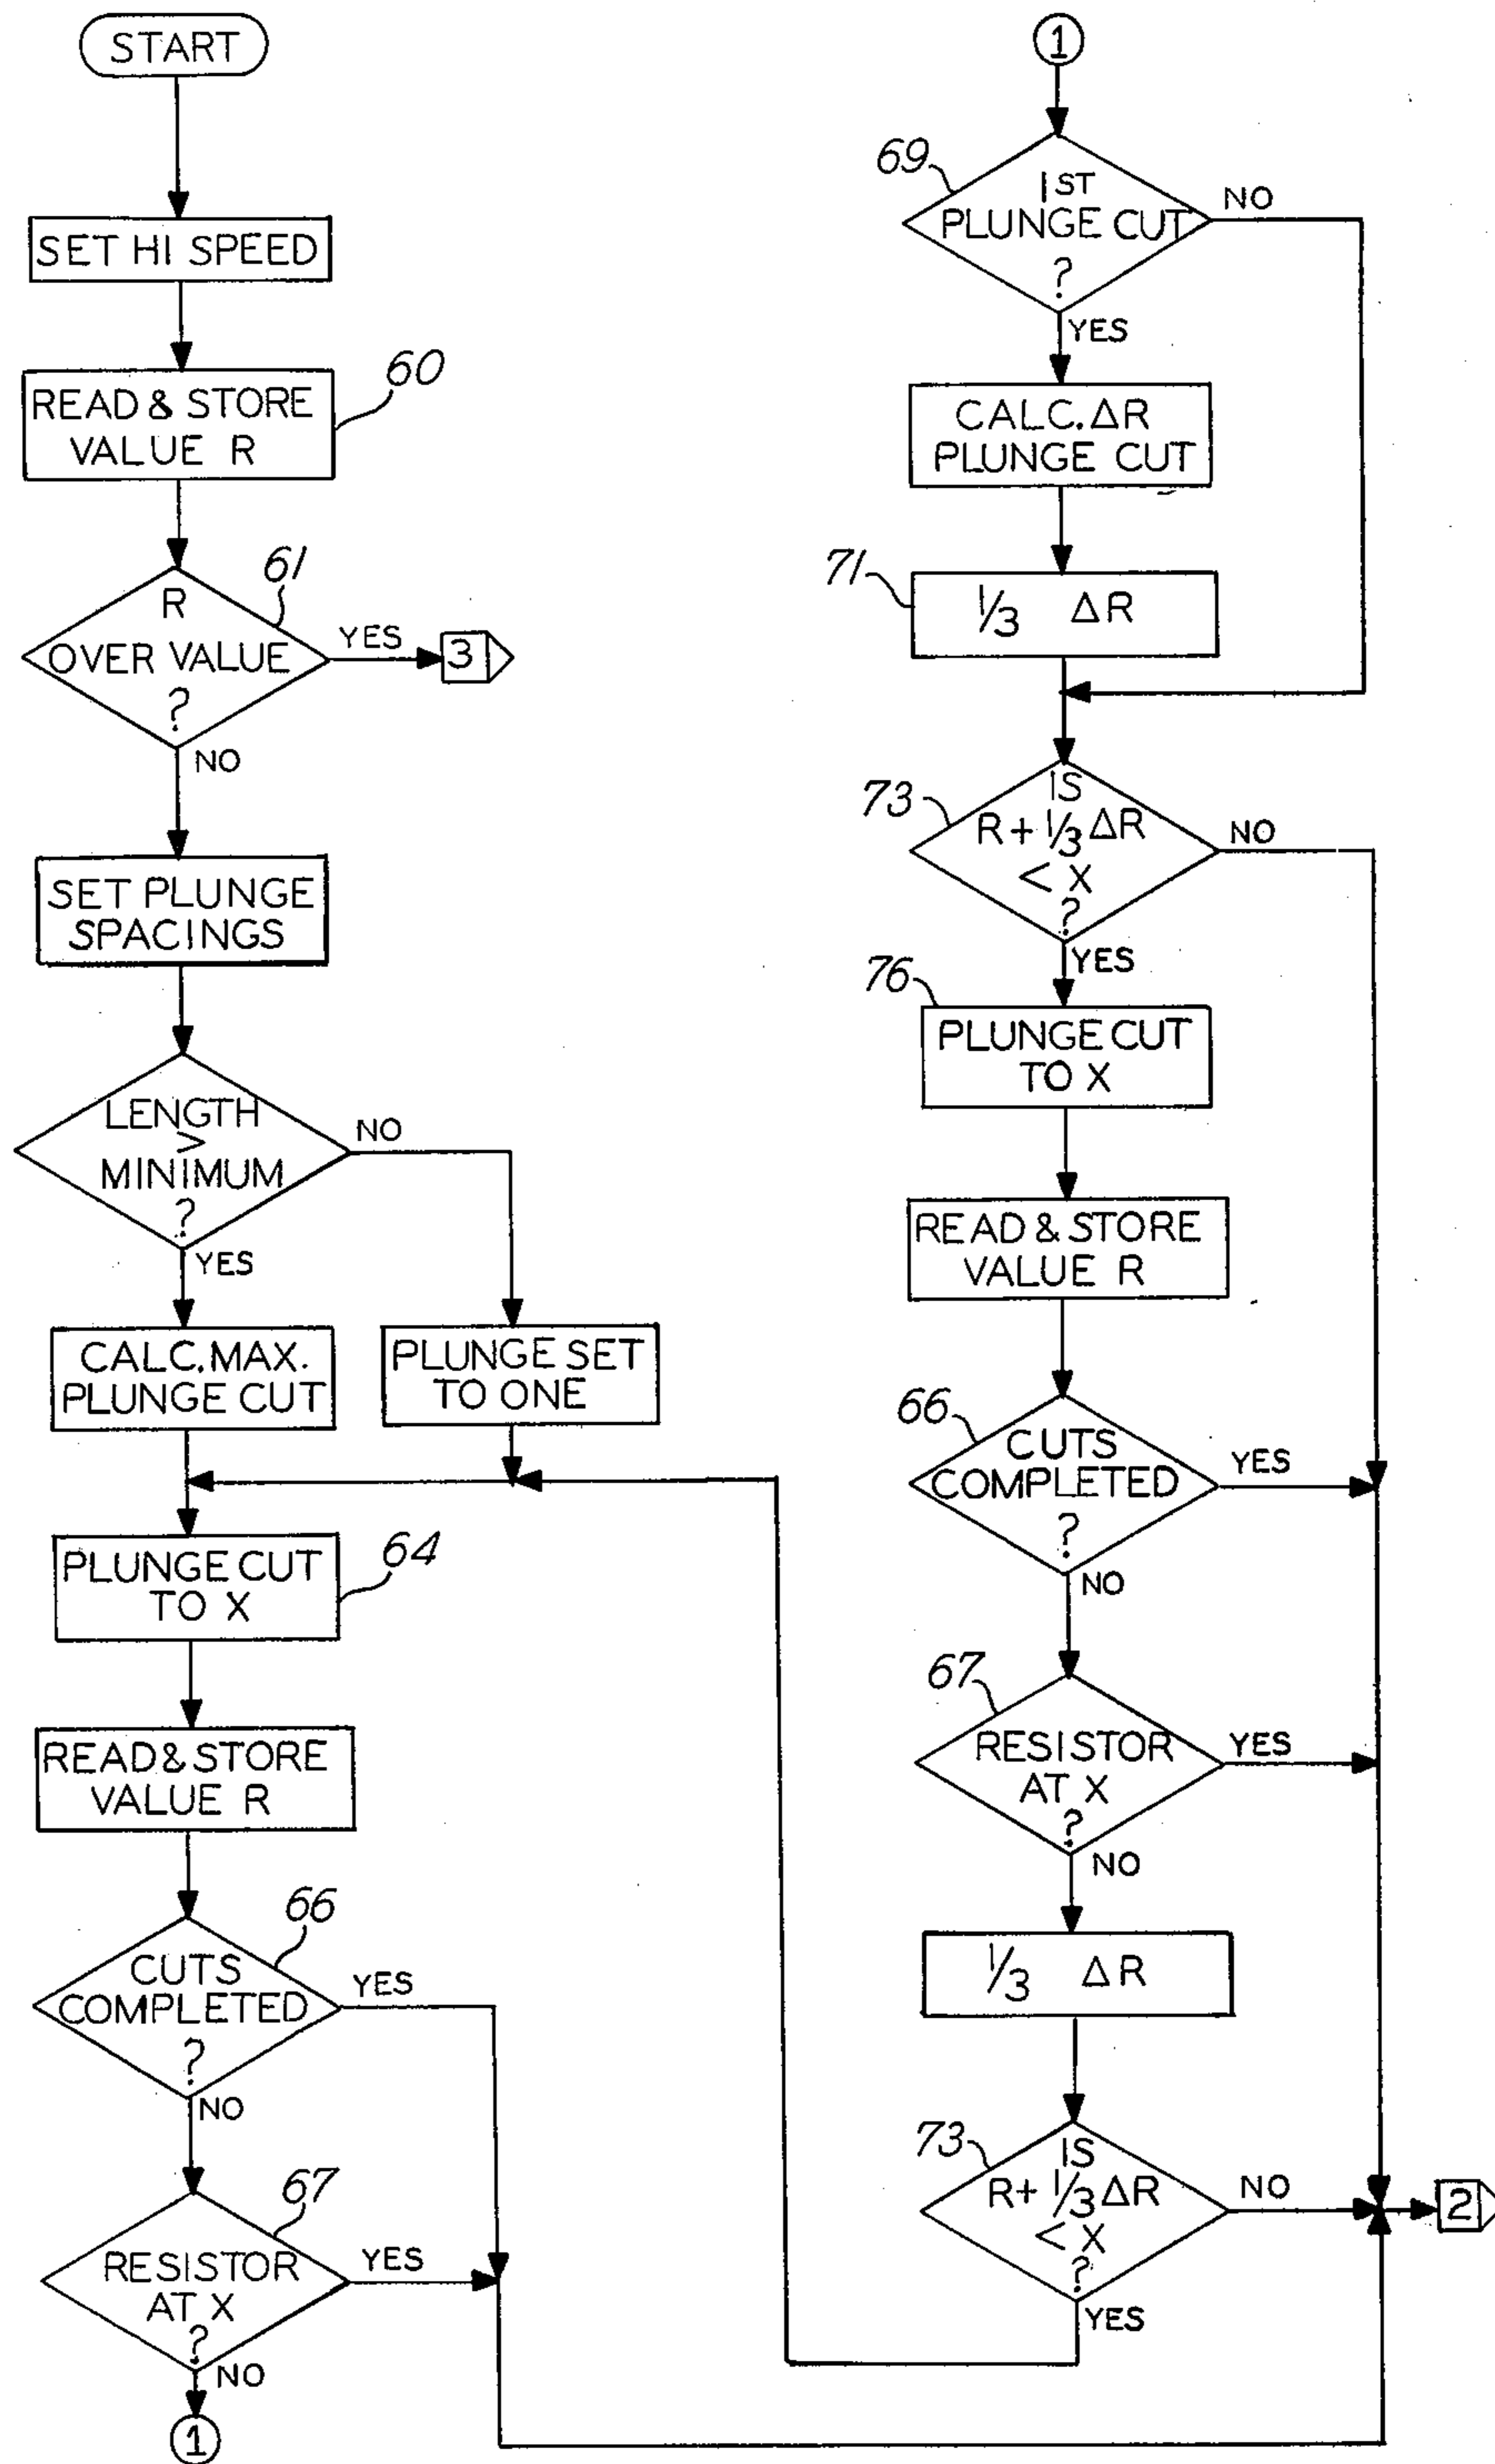 START
SET HI SPEED
READ & STORE
VALUE R
60
R
OVER VALUE
?
61
YES
3
NO
SET PLUNGE
SPACINGS
LENGTH
>
MINIMUM
?
NO
YES
CALC. MAX.
PLUNGE CUT
PLUNGE SET
TO ONE
PLUNGE CUT
TO X
64
READ & STORE
VALUE R
66
CUTS
COMPLETED
?
YES
NO
67
RESISTOR
AT X
?
YES
NO
1
1
69
1ST
PLUNGE CUT
?
NO
YES
CALC. ΔR
PLUNGE CUT
71
1/3 ΔR
73
IS
R + 1/3 ΔR
< X
?
NO
YES
76
PLUNGE CUT
TO X
READ & STORE
VALUE R
66
CUTS
COMPLETED
?
YES
NO
67
RESISTOR
AT X
?
YES
NO
1/3 ΔR
73
IS
R + 1/3 ΔR
< X
?
NO
2
YES